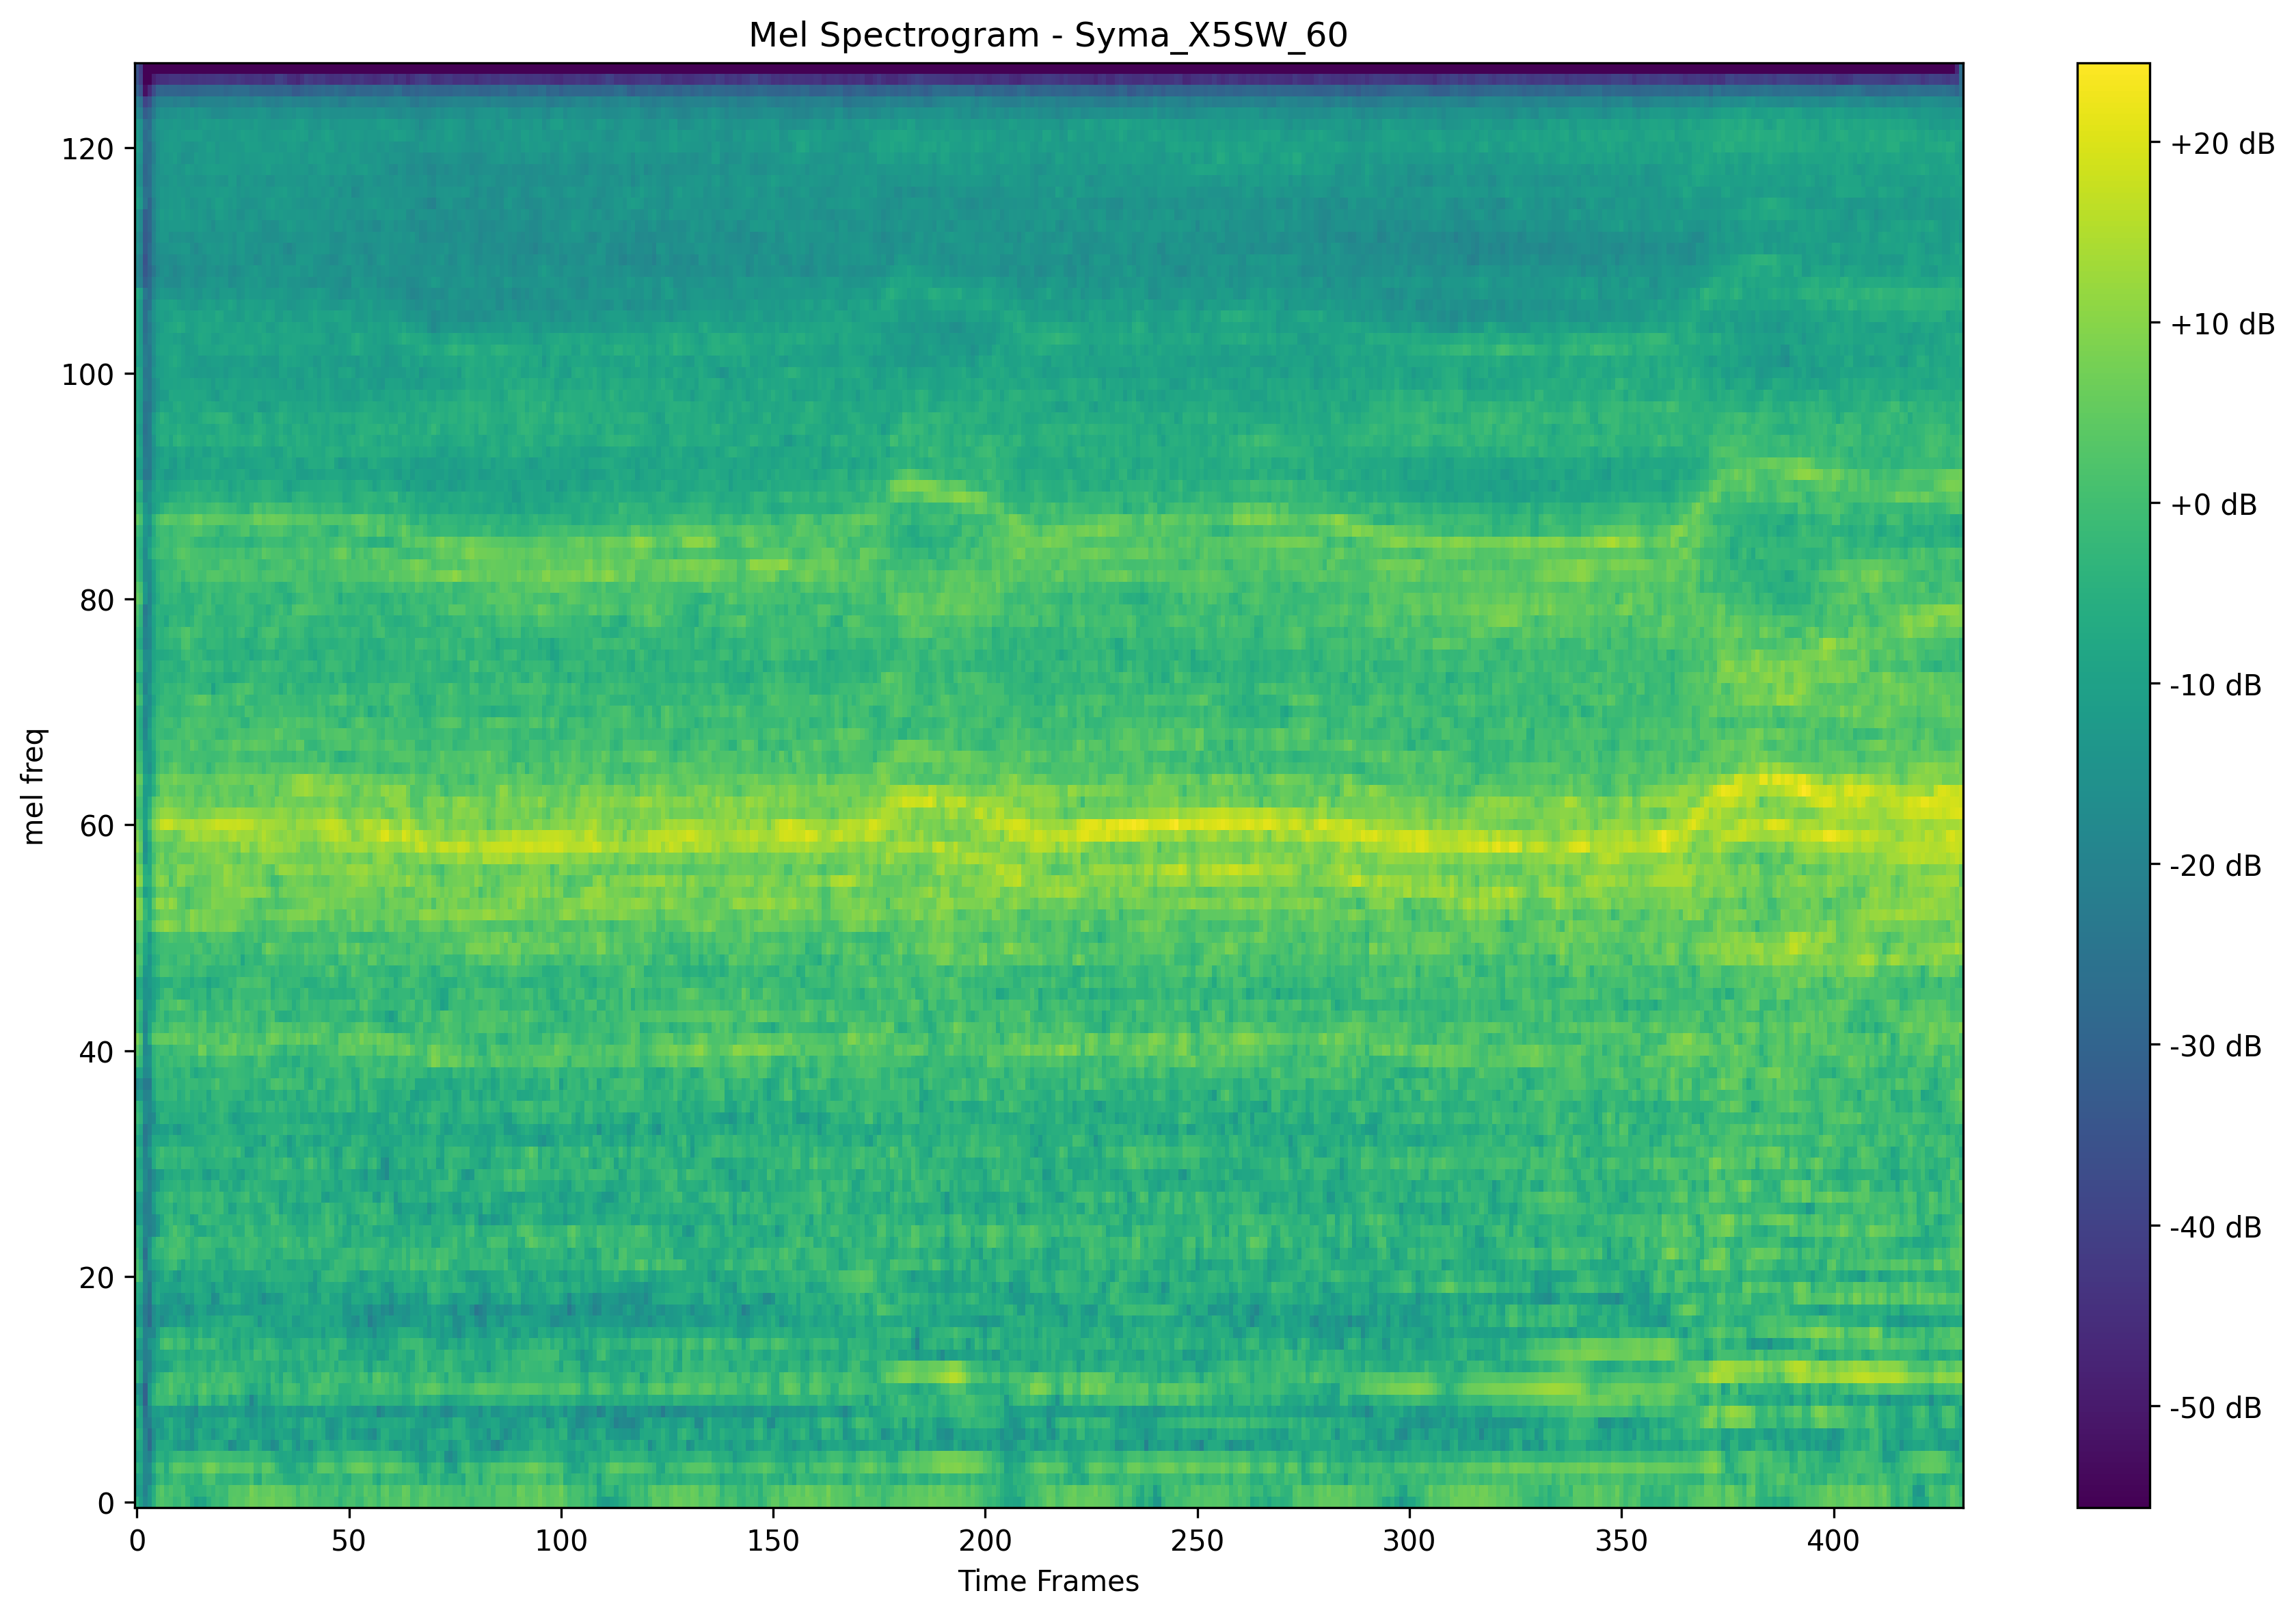 Mel Spectrogram - Syma_X5SW_60
mel freq
120
100
80
60
40
20
0
0 50 100 150 200 250 300 350 400
Time Frames
+20 dB
+10 dB
+0 dB
-10 dB
-20 dB
-30 dB
-40 dB
-50 dB